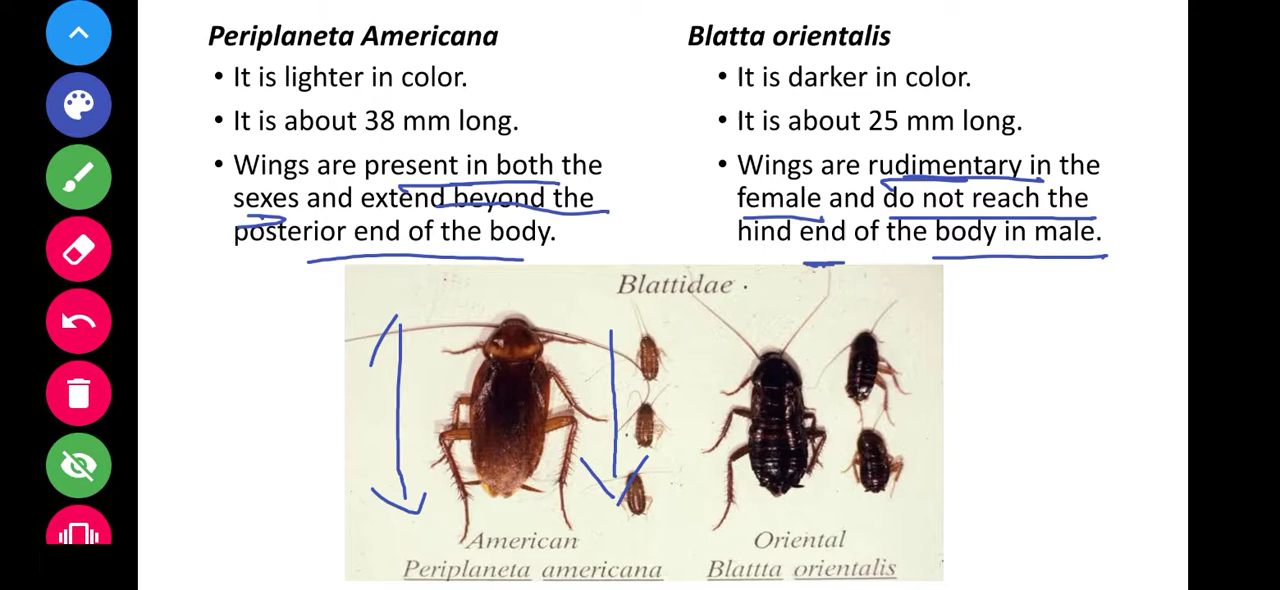 Periplaneta Americana
• It is lighter in color.
• It is about 38 mm long.
• Wings are present in both the
sexes and extend beyond the
posterior end of the body.
Blatta orientalis
• It is darker in color.
• It is about 25 mm long.
• Wings are rudimentary in the
female and do not reach the
hind end of the body in male.
Blattidae
American
Periplaneta americana
Oriental
Blattta orientalis